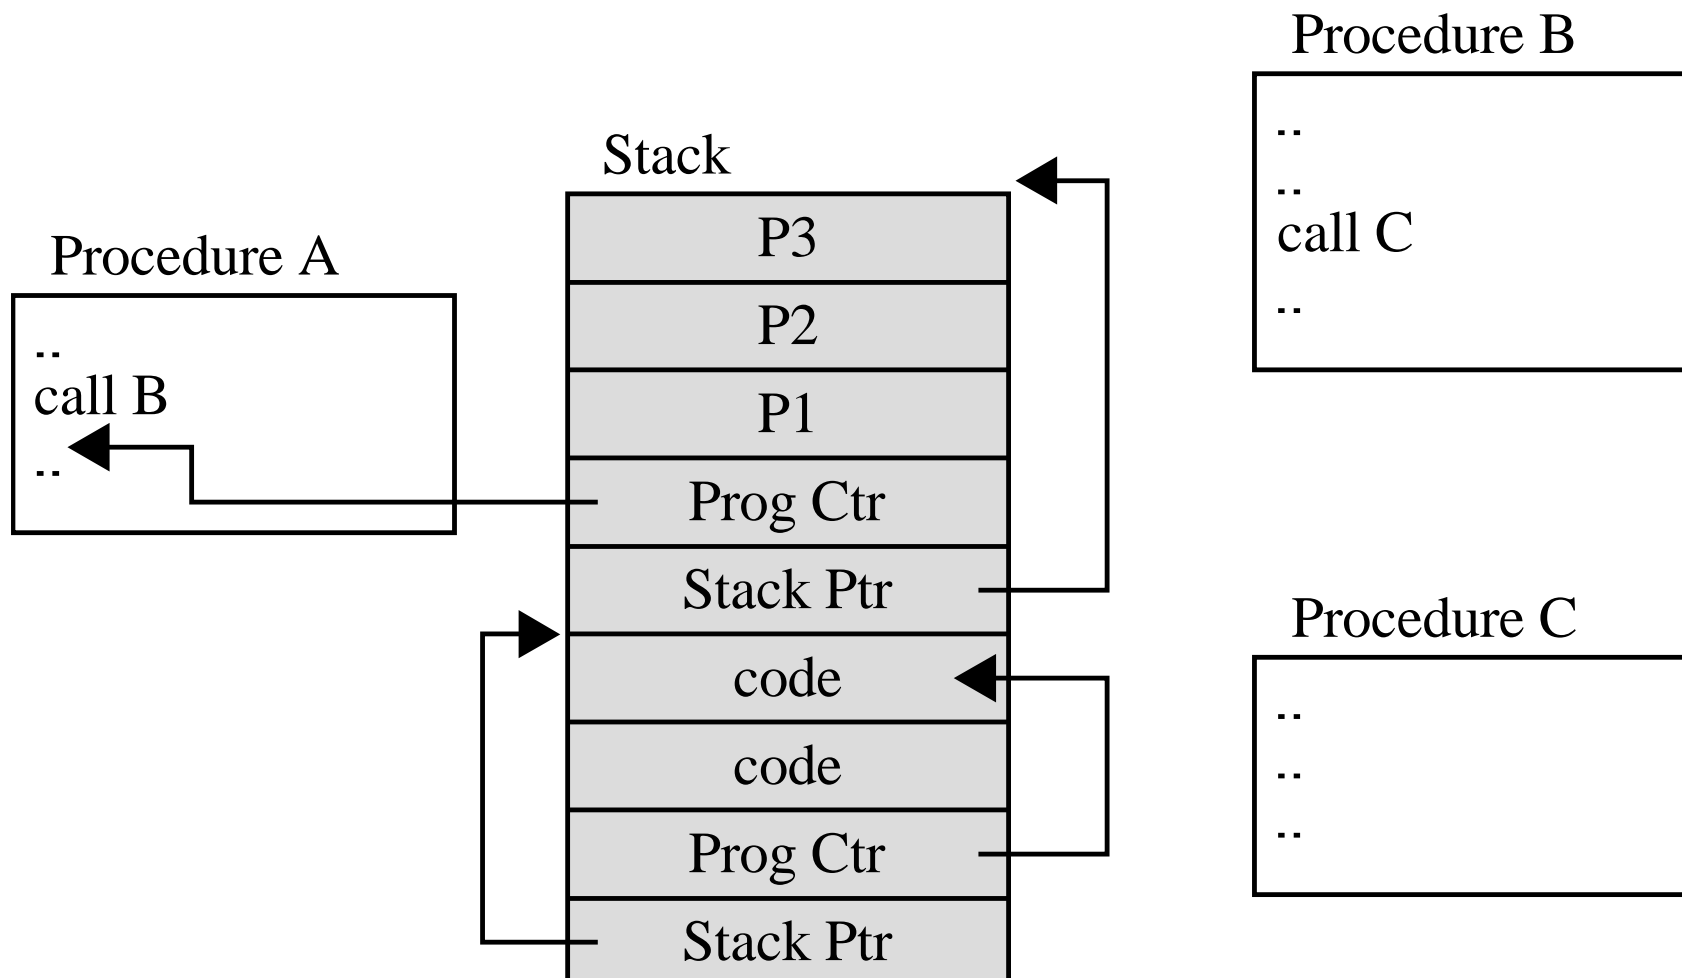 Procedure A
..
call B
..
Stack
P3
P2
P1
Prog Ctr
Stack Ptr
code
code
Prog Ctr
Stack Ptr
Procedure B
..
..
call C
..
Procedure C
..
..
..